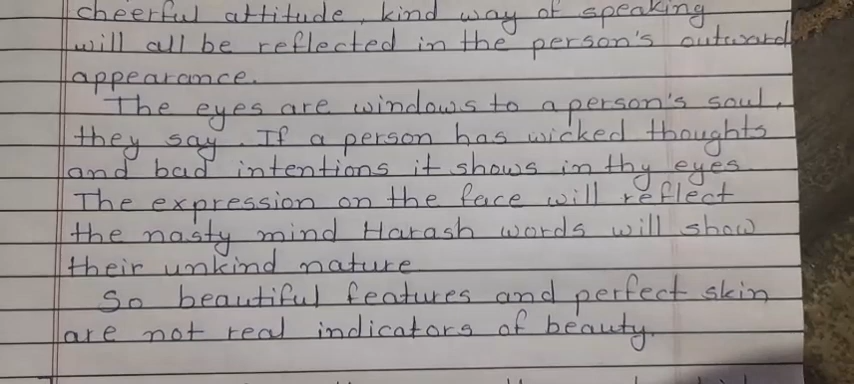 cheerful attitude, kind way of speaking
will all be reflected in the person's outward
appearance.
The eyes are windows to a person's soul,
they say. If a person has wicked thoughts
and bad intentions it shows in thy eyes
The expression on the face will reflect
the nasty mind Harash words will show
their unkind nature
So beautiful features and perfect skin
are not real indicators of beauty.